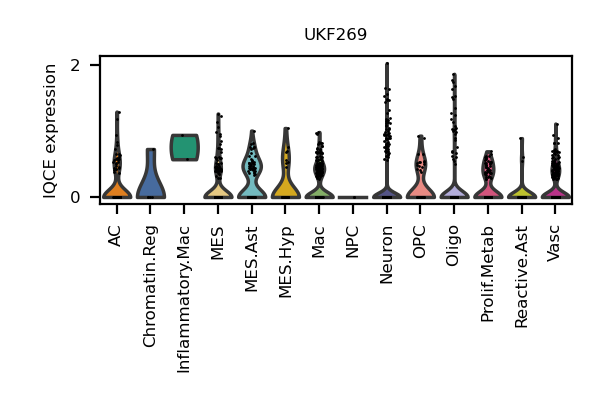 UKF269
IQCE expression
2
0
AC
Chromatin.Reg
Inflammatory.Mac
MES
MES.Ast
MES.Hyp
Mac
NPC
Neuron
OPC
Oligo
Prolif.Metab
Reactive.Ast
Vasc